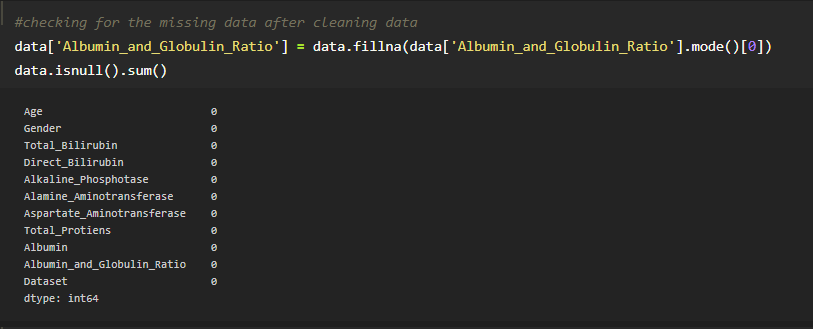 #checking for the missing data after cleaning data
data['Albumin_and_Globulin_Ratio'] = data.fillna(data['Albumin_and_Globulin_Ratio'].mode()[0])
data.isnull().sum()
Age 0
Gender 0
Total_Bilirubin 0
Direct_Bilirubin 0
Alkaline_Phosphotase 0
Alamine_Aminotransferase 0
Aspartate_Aminotransferase 0
Total_Protiens 0
Albumin 0
Albumin_and_Globulin_Ratio 0
Dataset 0
dtype: int64